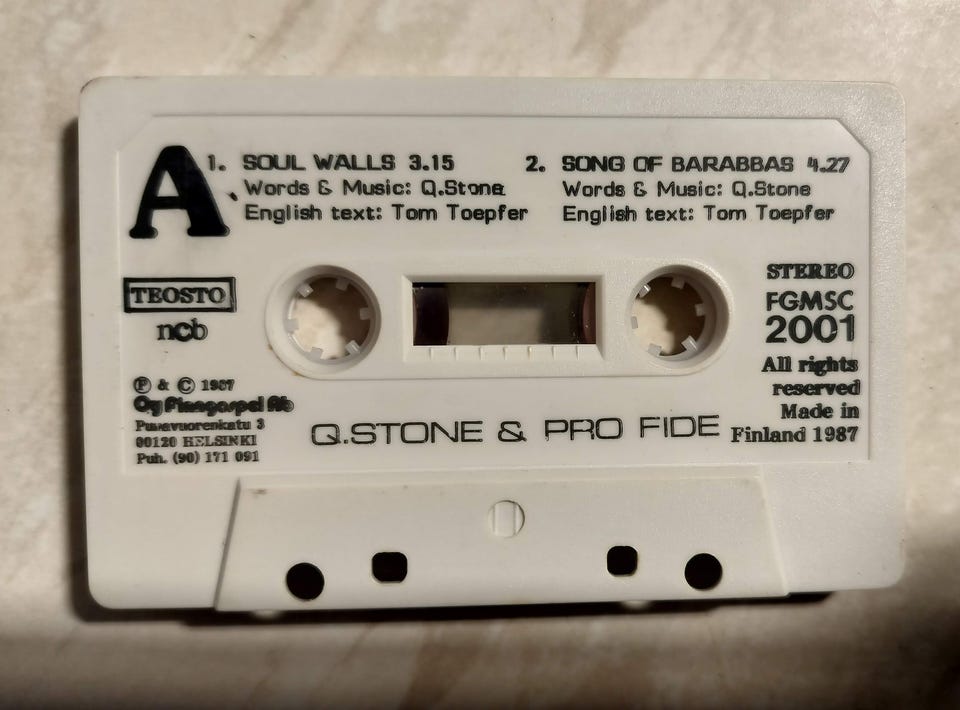 A
1. SOUL WALLS 3.15
Words & Music: Q.Stone
English text: Tom Toepfer
2. SONG OF BARABBAS 4.27
Words & Music: Q.Stone
English text: Tom Toepfer
TEOSTO
ncb
Ⓟ & © 1987
Oy Finngospel Ab
Punavuorenkatu 3
00120 HELSINKI
Puh. (90) 171 091
Q.STONE & PRO FIDE
STEREO
FGMSC
2001
All rights
reserved
Made in
Finland 1987